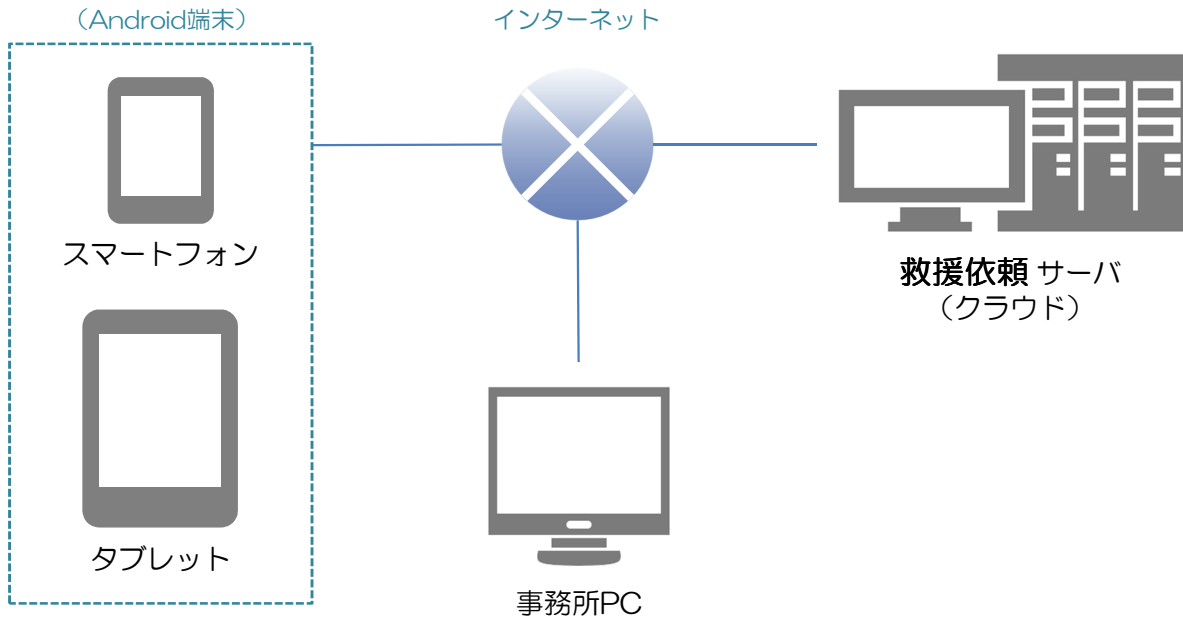 （Android端末）
インターネット
スマートフォン
救援依頼 サーバ
（クラウド）
タブレット
事務所PC